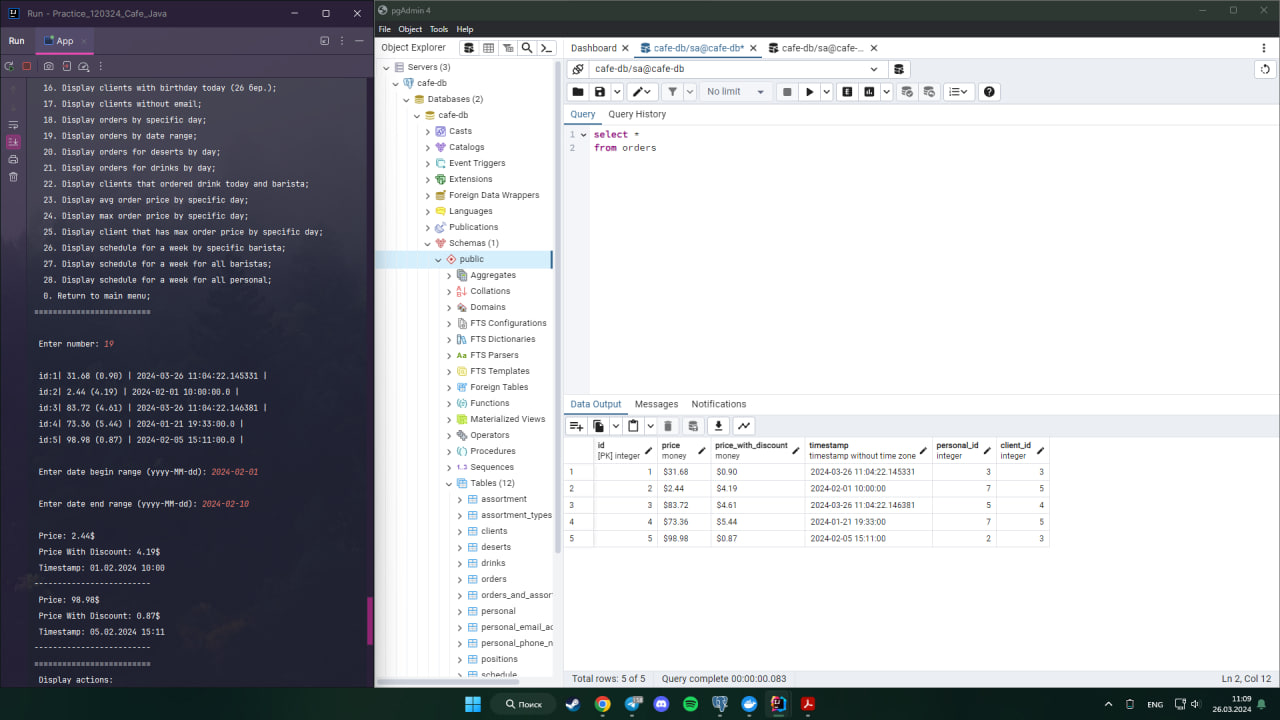 Run - Practice_120324_Cafe_Java
Run
App
16. Display clients with birthday today (26 бер.);
17. Display clients without email;
18. Display orders by specific day;
19. Display orders by date range;
20. Display orders for deserts by day;
21. Display orders for drinks by day;
22. Display clients that ordered drink today and barista;
23. Display avg order price by specific day;
24. Display max order price by specific day;
25. Display client that has max order price by specific day;
26. Display schedule for a week by specific barista;
27. Display schedule for a week for all baristas;
28. Display schedule for a week for all personal;
0. Return to main menu;
=========================
Enter number: 19
id:1| 31.68 (0.90) | 2024-03-26 11:04:22.145331 |
id:2| 2.44 (4.19) | 2024-02-01 10:00:00.0 |
id:3| 83.72 (4.61) | 2024-03-26 11:04:22.146381 |
id:4| 73.36 (5.44) | 2024-01-21 19:33:00.0 |
id:5| 98.98 (0.87) | 2024-02-05 15:11:00.0 |
Enter date begin range (yyyy-MM-dd): 2024-02-01
Enter date end range (yyyy-MM-dd): 2024-02-10
Price: 2.44$
Price With Discount: 4.19$
Timestamp: 01.02.2024 10:00
-------------------------
Price: 98.98$
Price With Discount: 0.87$
Timestamp: 05.02.2024 15:11
-------------------------
=========================
Display actions:
pgAdmin 4
File Object Tools Help
Object Explorer
Servers (3)
cafe-db
Databases (2)
cafe-db
Casts
Catalogs
Event Triggers
Extensions
Foreign Data Wrappers
Languages
Publications
Schemas (1)
public
Aggregates
Collations
Domains
FTS Configurations
FTS Dictionaries
FTS Parsers
FTS Templates
Foreign Tables
Functions
Materialized Views
Operators
Procedures
Sequences
Tables (12)
assortment
assortment_types
clients
deserts
drinks
orders
orders_and_assor
personal
personal_email_ad
personal_phone_n
positions
schedule
Dashboard cafe-db/sa@cafe-db* cafe-db/sa@cafe-...
cafe-db/sa@cafe-db
No limit
Query Query History
1 select *
2 from orders
Data Output Messages Notifications
id price price_with_discount timestamp personal_id client_id
[PK] integer money money timestamp without time zone integer integer
1 1 $31.68 $0.90 2024-03-26 11:04:22.145331 3 3
2 2 $2.44 $4.19 2024-02-01 10:00:00 7 5
3 3 $83.72 $4.61 2024-03-26 11:04:22.146381 5 4
4 4 $73.36 $5.44 2024-01-21 19:33:00 7 5
5 5 $98.98 $0.87 2024-02-05 15:11:00 2 3
Total rows: 5 of 5 Query complete 00:00:00.083 Ln 2, Col 12
Поиск
ENG
11:09
26.03.2024